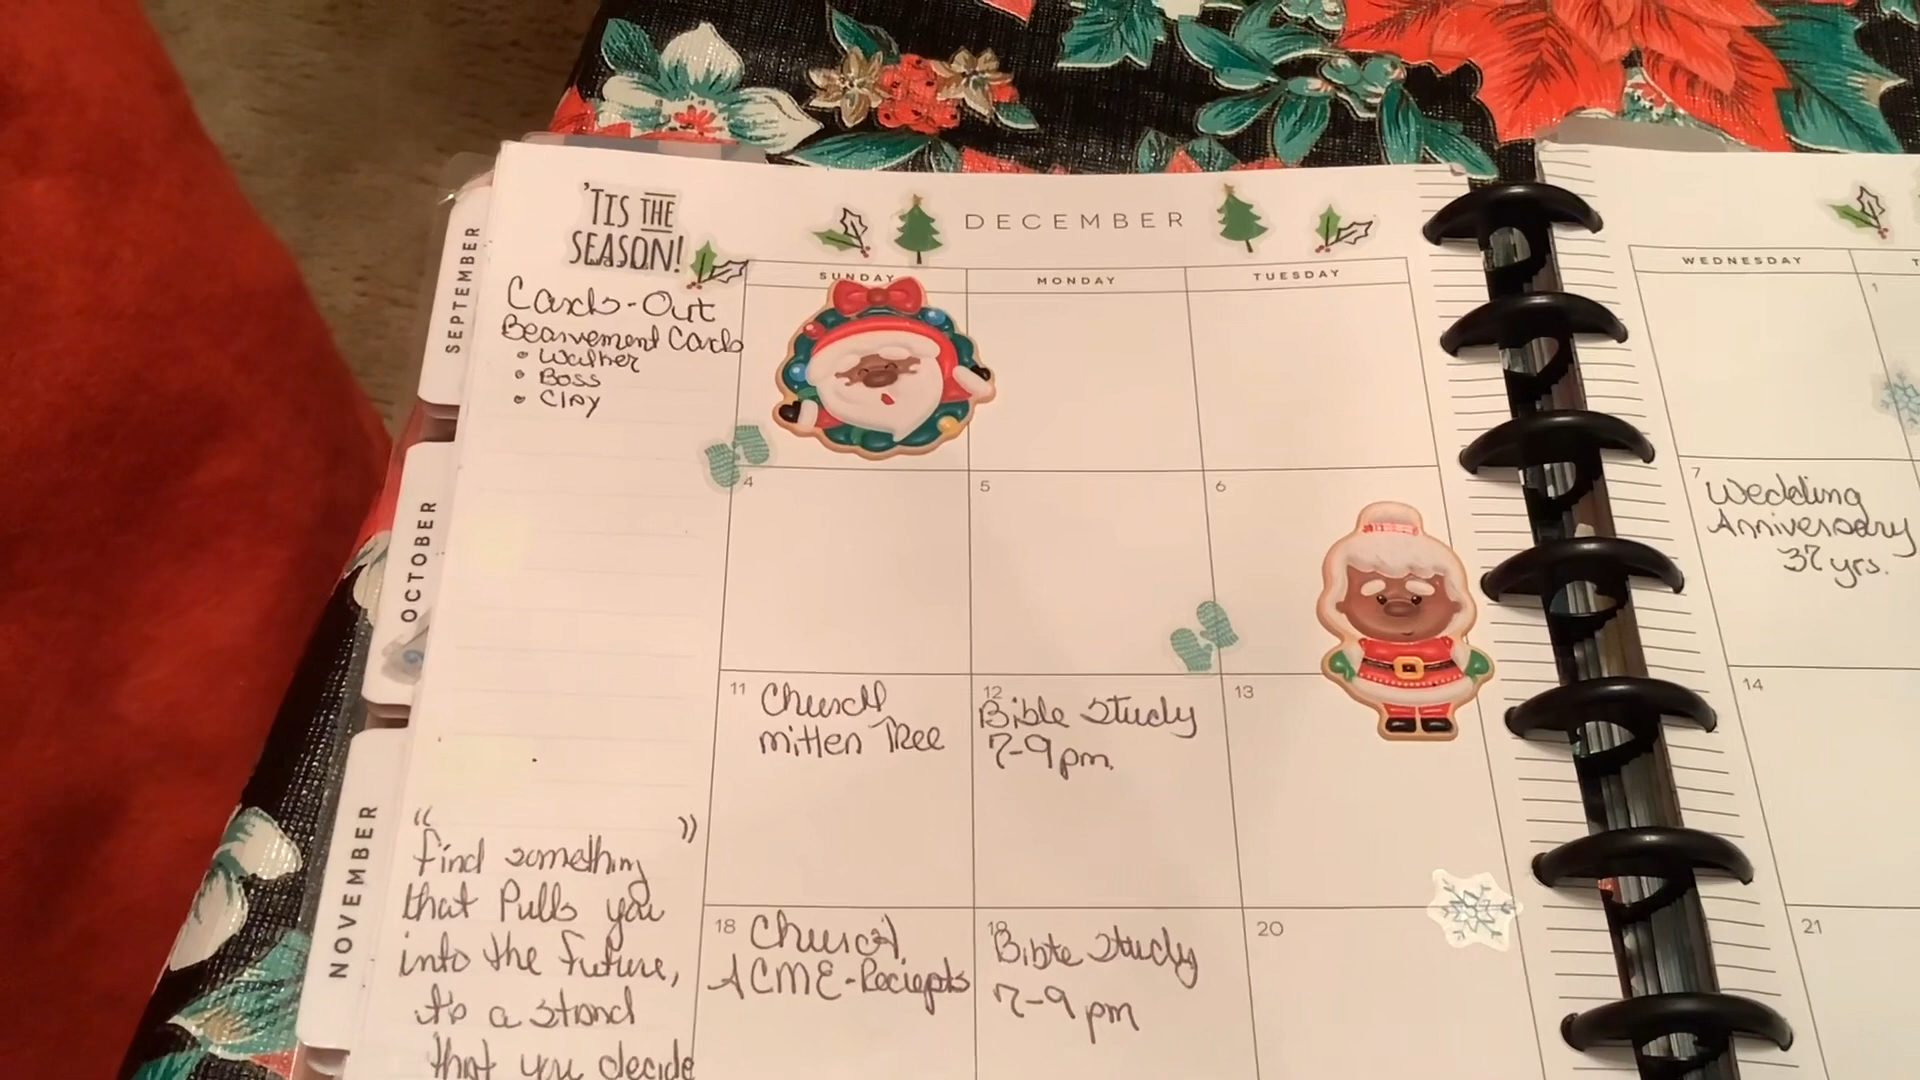 'TIS THE
SEASON!
DECEMBER
SUNDAY
MONDAY
TUESDAY
WEDNESDAY
T
SEPTEMBER
OCTOBER
NOVEMBER
Cards-Out
Bearvement Cards
• Walker
• Boss
• Clay
1
4
5
6
7
Wedding
Anniversary
37 yrs.
11
Church
mitten Tree
12
Bible Study
7-9pm.
13
14
18
Church
ACME-Reciepts
19
Bible Study
7-9 pm
20
21
“ ”
find something
that Pulls you
into the future,
its a stand
that you decide